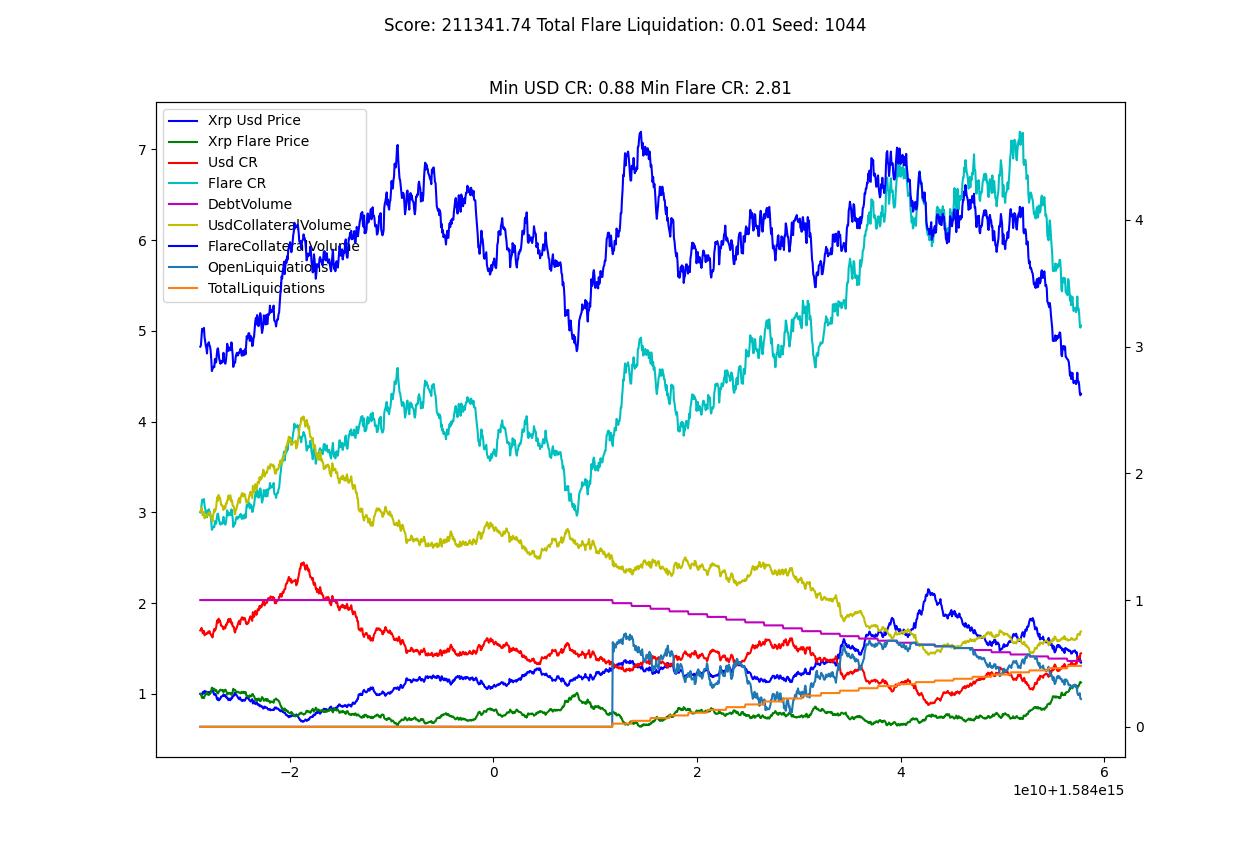 Score: 211341.74 Total Flare Liquidation: 0.01 Seed: 1044
Min USD CR: 0.88 Min Flare CR: 2.81
Xrp Usd Price
Xrp Flare Price
Usd CR
Flare CR
DebtVolume
UsdCollateralVolume
FlareCollateralVolume
OpenLiquidations
TotalLiquidations
7
6
5
4
3
2
1
4
3
2
1
0
−2
0
2
4
6
1e10+1.584e15